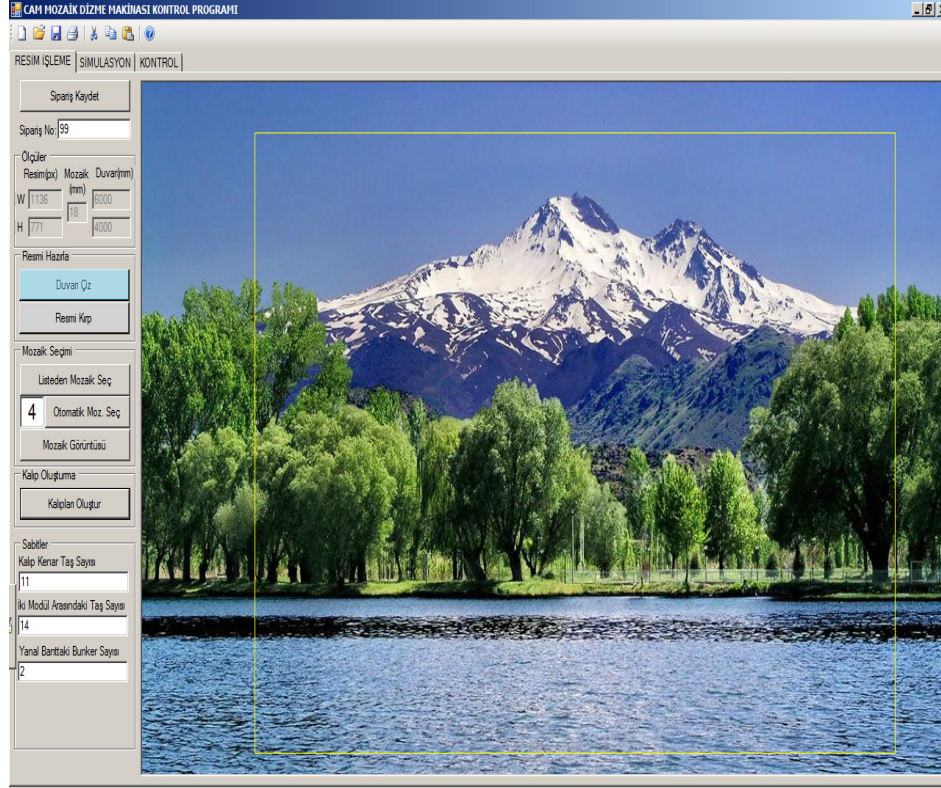 CAM MOZAİK DİZME MAKİNASI KONTROL PROGRAMI
RESİM İŞLEME SİMULASYON KONTROL
Sipariş Kaydet
Sipariş No: 99
Ölçüler
Resim(px) Mozaik (mm) Duvar(mm)
W 1136 18 6000
H 771 4000
Resmi Hazırla
Duvarı Çiz
Resmi Kırp
Mozaik Seçimi
Listeden Mozaik Seç
4 Otomatik Moz. Seç
Mozaik Görüntüsü
Kalıp Oluşturma
Kalıpları Oluştur
Sabitler
Kalıp Kenar Taş Sayısı
11
İki Modül Arasındaki Taş Sayısı
14
Yanal Banttaki Bunker Sayısı
2